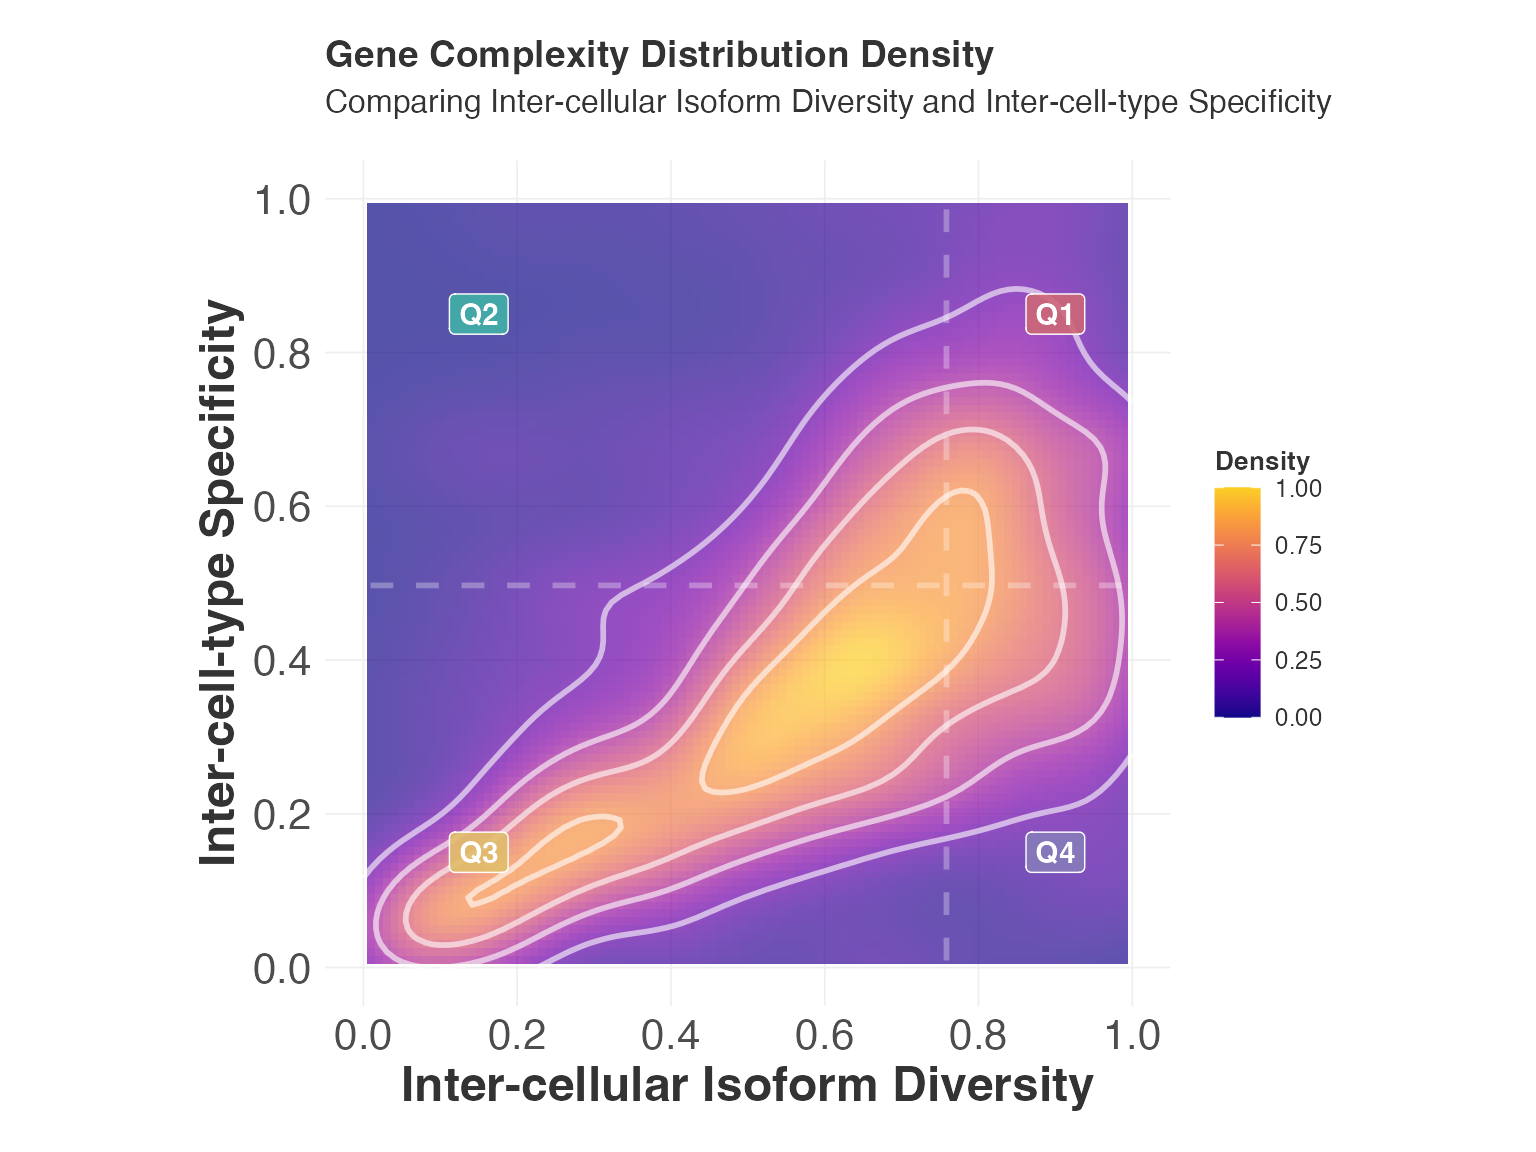 Gene Complexity Distribution Density
Comparing Inter-cellular Isoform Diversity and Inter-cell-type Specificity
Inter-cell-type Specificity
1.0
0.8
0.6
0.4
0.2
0.0
Q2
Q1
Q3
Q4
0.0 0.2 0.4 0.6 0.8 1.0
Inter-cellular Isoform Diversity
Density
1.00
0.75
0.50
0.25
0.00